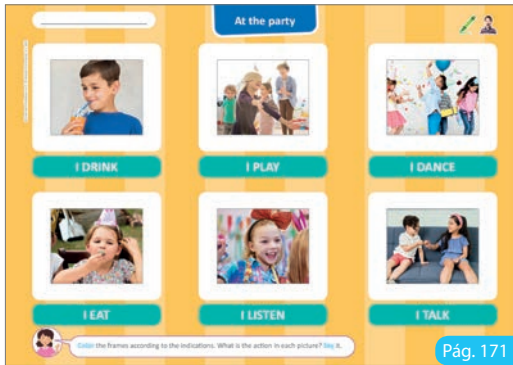 At the party
I DRINK
I PLAY
I DANCE
I EAT
I LISTEN
I TALK
Color the frames according to the indications. What is the action in each picture? Say it.
Pág. 171